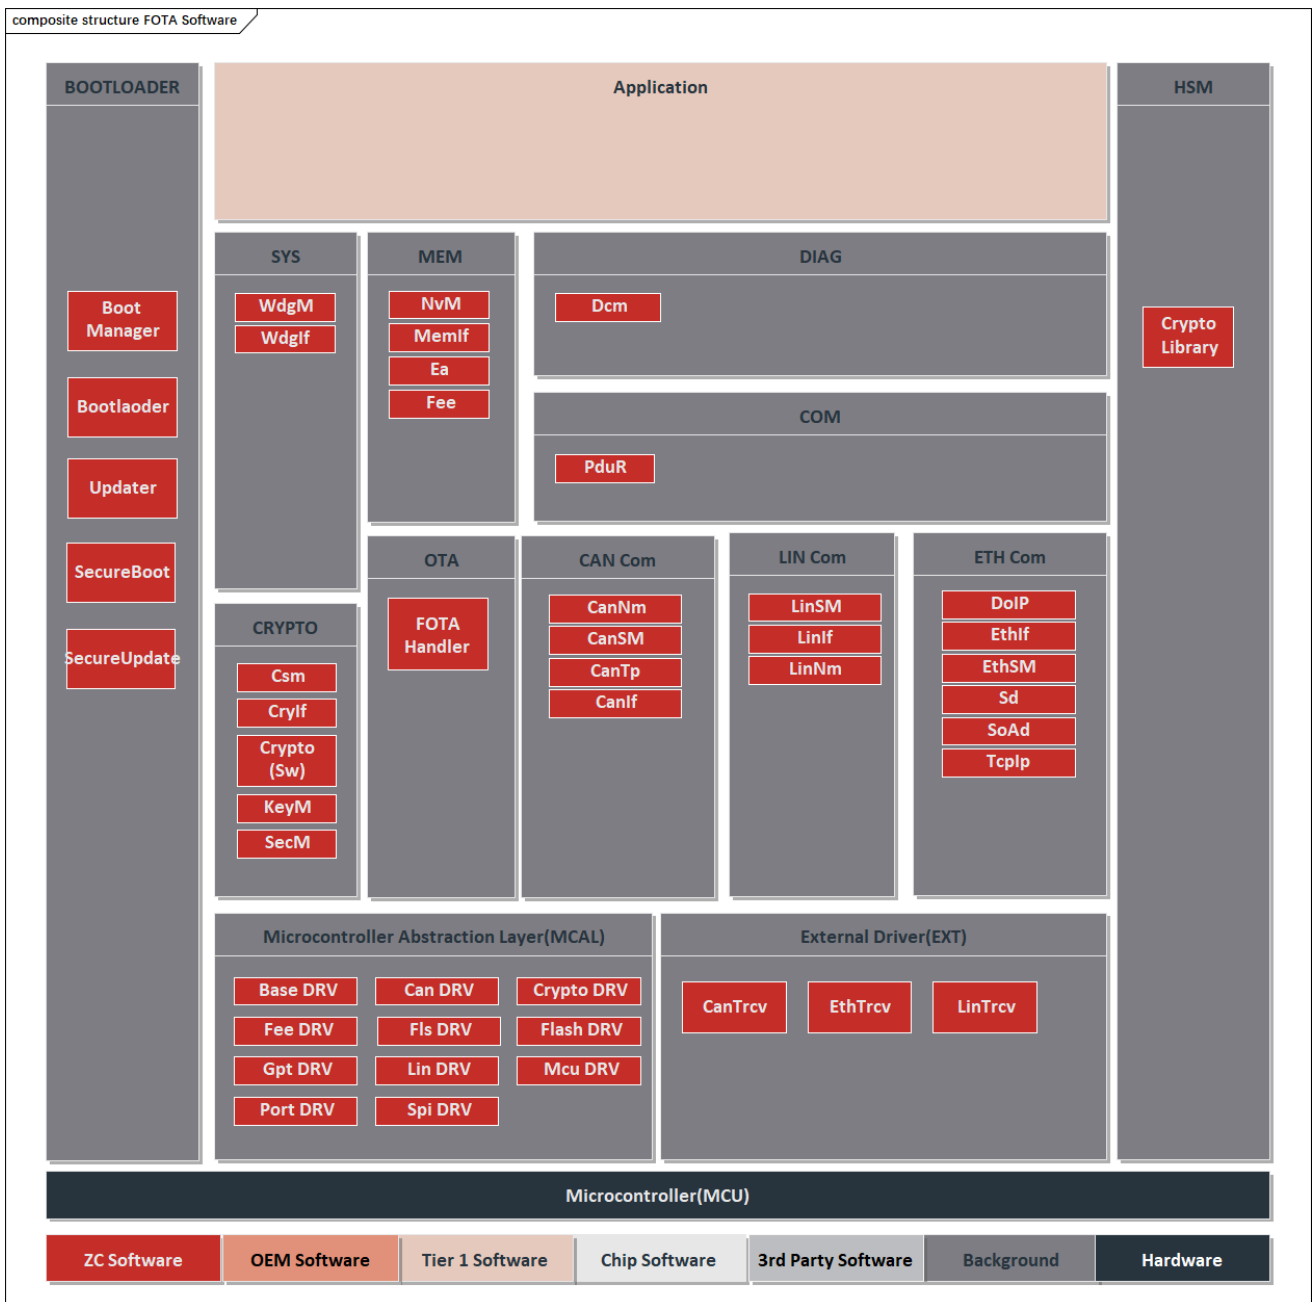 composite structure FOTA Software
BOOTLOADER
Boot
Manager
Bootlaoder
Updater
SecureBoot
SecureUpdate
Application
HSM
Crypto
Library
SYS
WdgM
WdgIf
MEM
NvM
MemIf
Ea
Fee
DIAG
Dcm
COM
PduR
CRYPTO
Csm
CryIf
Crypto
(Sw)
KeyM
SecM
OTA
FOTA
Handler
CAN Com
CanNm
CanSM
CanTp
CanIf
LIN Com
LinSM
LinIf
LinNm
ETH Com
DoIP
EthIf
EthSM
Sd
SoAd
TcpIp
Microcontroller Abstraction Layer(MCAL)
Base DRV
Can DRV
Crypto DRV
Fee DRV
Fls DRV
Flash DRV
Gpt DRV
Lin DRV
Mcu DRV
Port DRV
Spi DRV
External Driver(EXT)
CanTrcv
EthTrcv
LinTrcv
Microcontroller(MCU)
ZC Software
OEM Software
Tier 1 Software
Chip Software
3rd Party Software
Background
Hardware